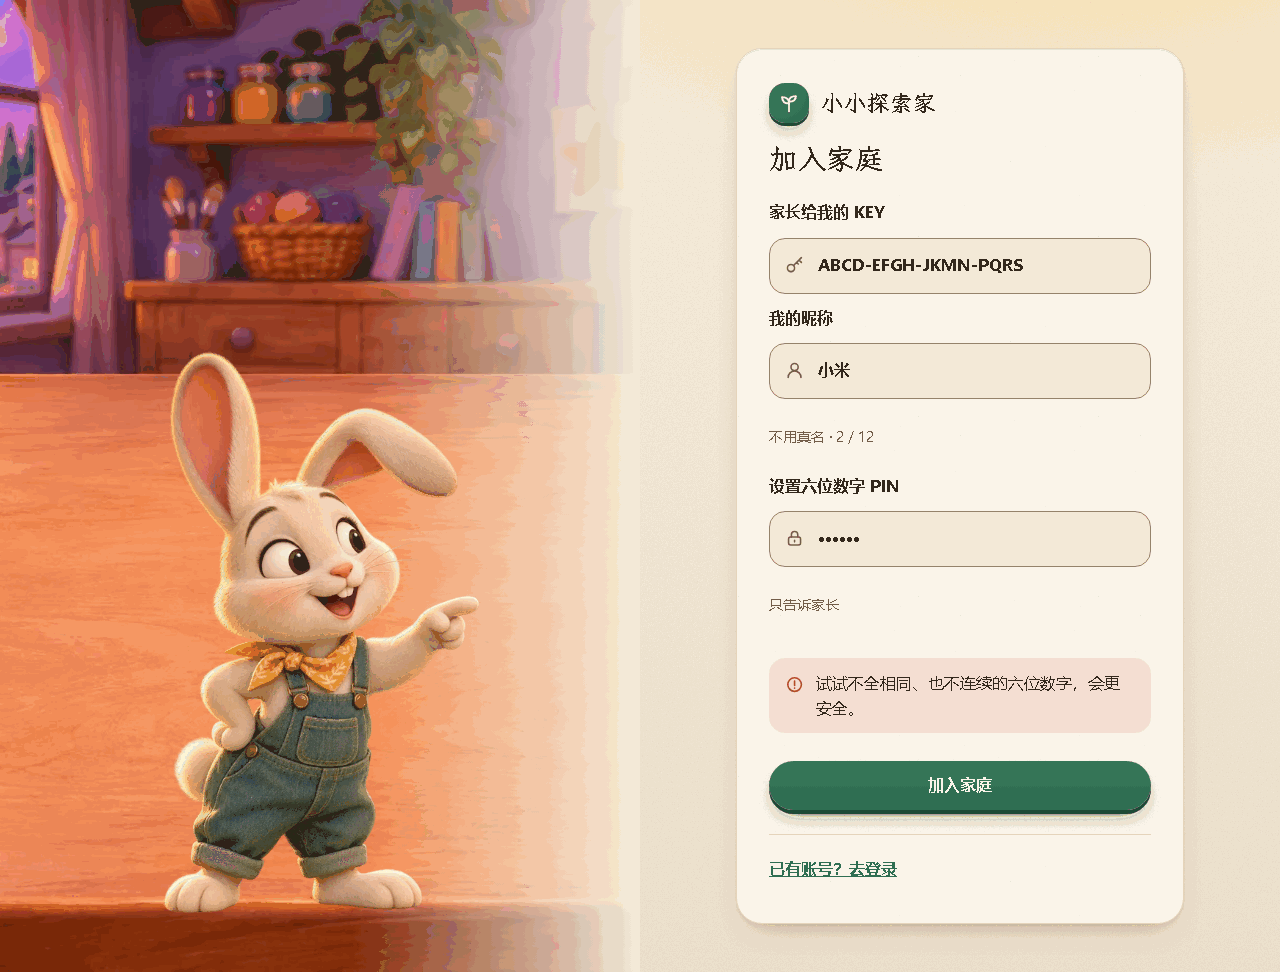 小小探索家
加入家庭
家长给我的 KEY
ABCD-EFGH-JKMN-PQRS
我的昵称
小米
不用真名 · 2 / 12
设置六位数字 PIN
••••••
只告诉家长
试试不全相同、也不连续的六位数字，会更
安全。
加入家庭
已有账号？去登录